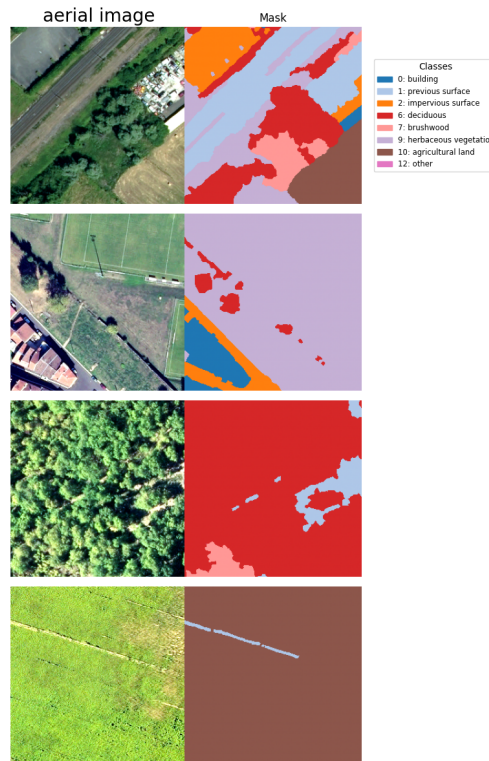 aerial image
Mask
Classes
0: building
1: previous surface
2: impervious surface
6: deciduous
7: brushwood
9: herbaceous vegetatio
10: agricultural land
12: other